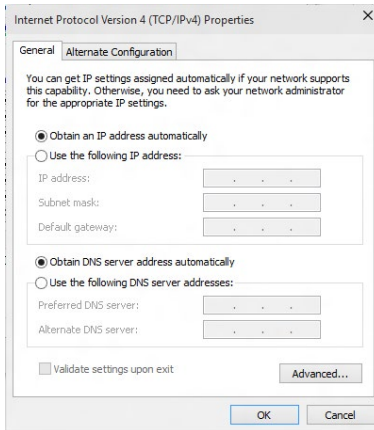 Internet Protocol Version 4 (TCP/IPv4) Properties
General Alternate Configuration
You can get IP settings assigned automatically if your network supports
this capability. Otherwise, you need to ask your network administrator
for the appropriate IP settings.
Obtain an IP address automatically
Use the following IP address:
IP address:
Subnet mask:
Default gateway:
Obtain DNS server address automatically
Use the following DNS server addresses:
Preferred DNS server:
Alternate DNS server:
Validate settings upon exit
Advanced...
OK Cancel